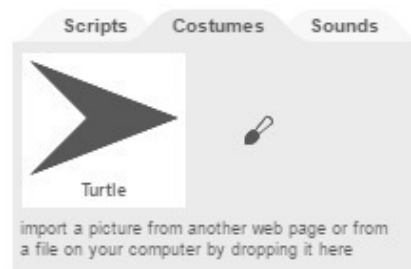 Scripts Costumes Sounds
Turtle
import a picture from another web page or from
a file on your computer by dropping it here